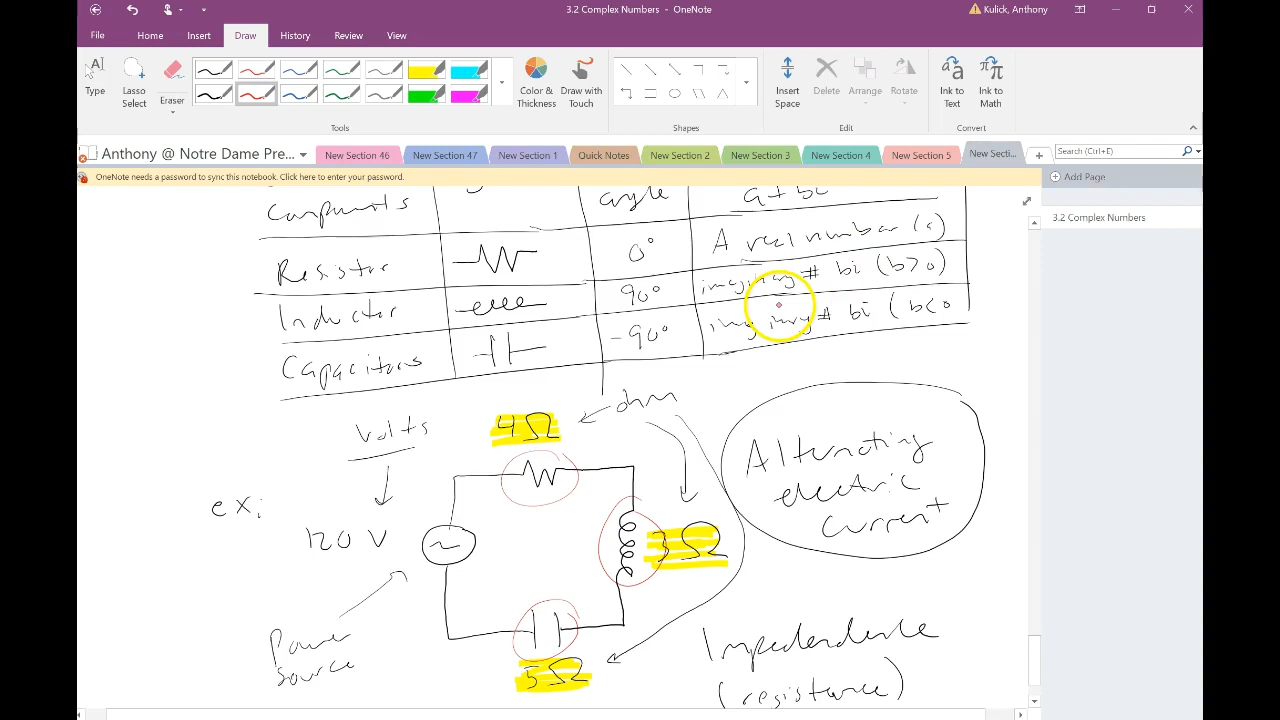 3.2 Complex Numbers - OneNote
Kulick, Anthony
File Home Insert Draw History Review View
Type
Lasso Select
Eraser
Color & Thickness
Draw with Touch
Insert Space
Delete
Arrange
Rotate
Ink to Text
Ink to Math
Tools
Shapes
Edit
Convert
Anthony @ Notre Dame Pre...
New Section 46
New Section 47
New Section 1
Quick Notes
New Section 2
New Section 3
New Section 4
New Section 5
New Secti...
Search (Ctrl+E)
OneNote needs a password to sync this notebook. Click here to enter your password.
Add Page
3.2 Complex Numbers
angle a + bi
Resistor 0° A real number (a)
Inductor 90° imaginary # bi (b>0)
Capacitors -90° bi (b<0
volts
4Ω
ohm
Alternating
electric
current
ex:
120 V
3Ω
Power
source
5Ω
Impedendence
(resistance)